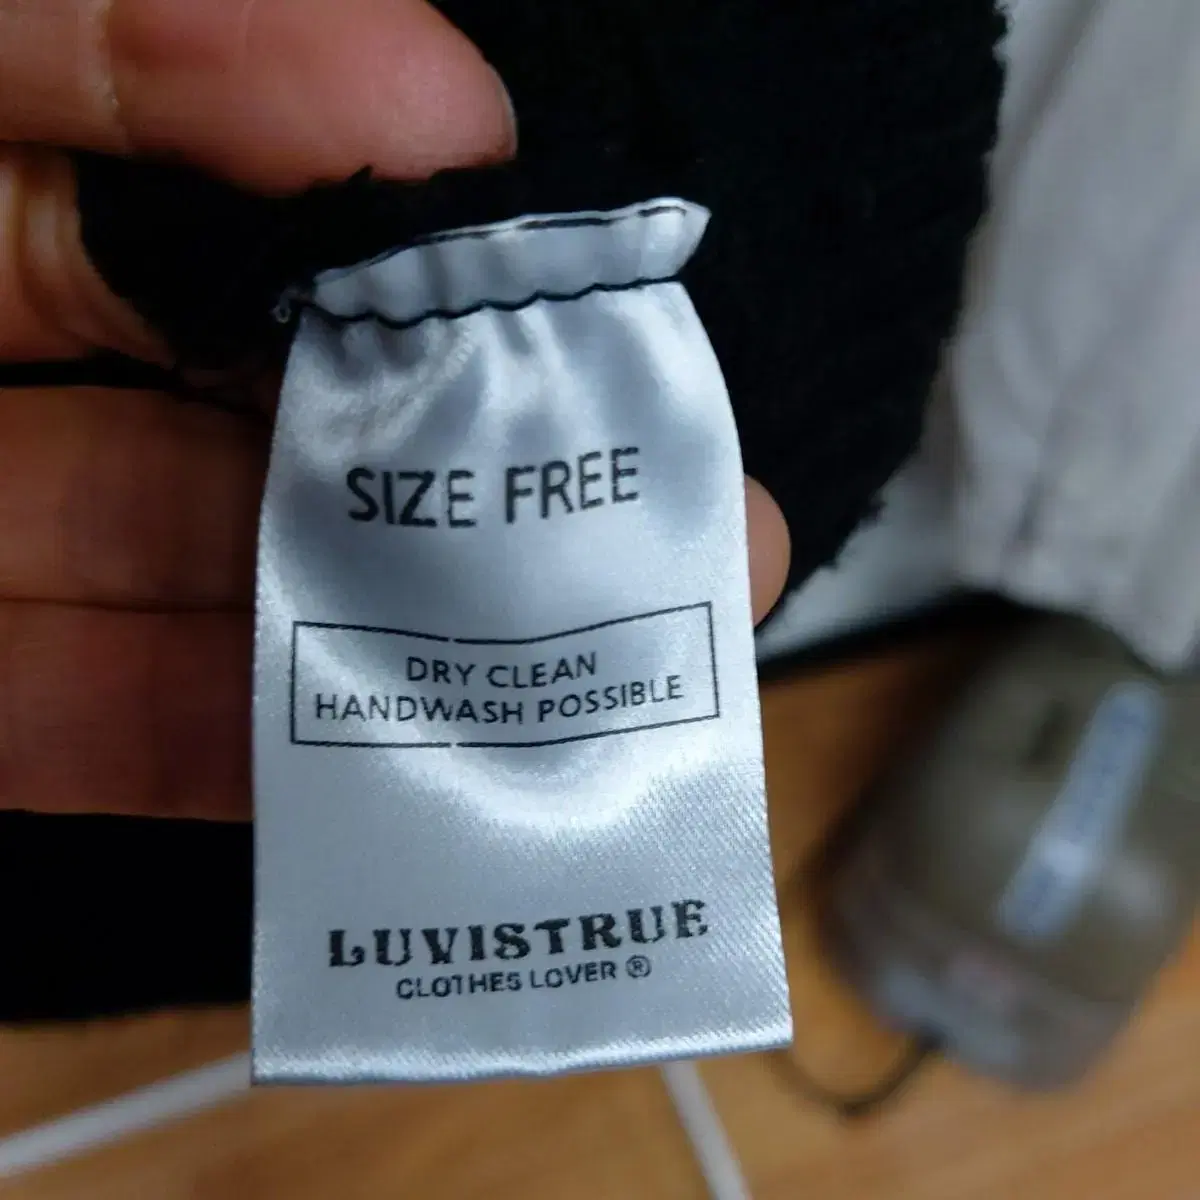 SIZE FREE
DRY CLEAN
HANDWASH POSSIBLE
LUVISTRUE
CLOTHES LOVER ®